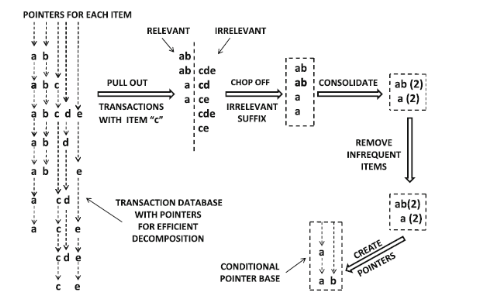 POINTERS FOR EACH ITEM
a b
a b c
a b c d e
a b d
a b e
a c d
a c e
c d e
c e
PULL OUT
TRANSACTIONS
WITH ITEM "c"
RELEVANT
IRRELEVANT
ab
ab cde
a cd
a ce
cde
ce
CHOP OFF
IRRELEVANT
SUFFIX
ab
ab
a
a
CONSOLIDATE
ab (2)
a (2)
REMOVE
INFREQUENT
ITEMS
ab(2)
a (2)
CREATE
POINTERS
a
a b
CONDITIONAL
POINTER BASE
TRANSACTION DATABASE
WITH POINTERS
FOR EFFICIENT
DECOMPOSITION